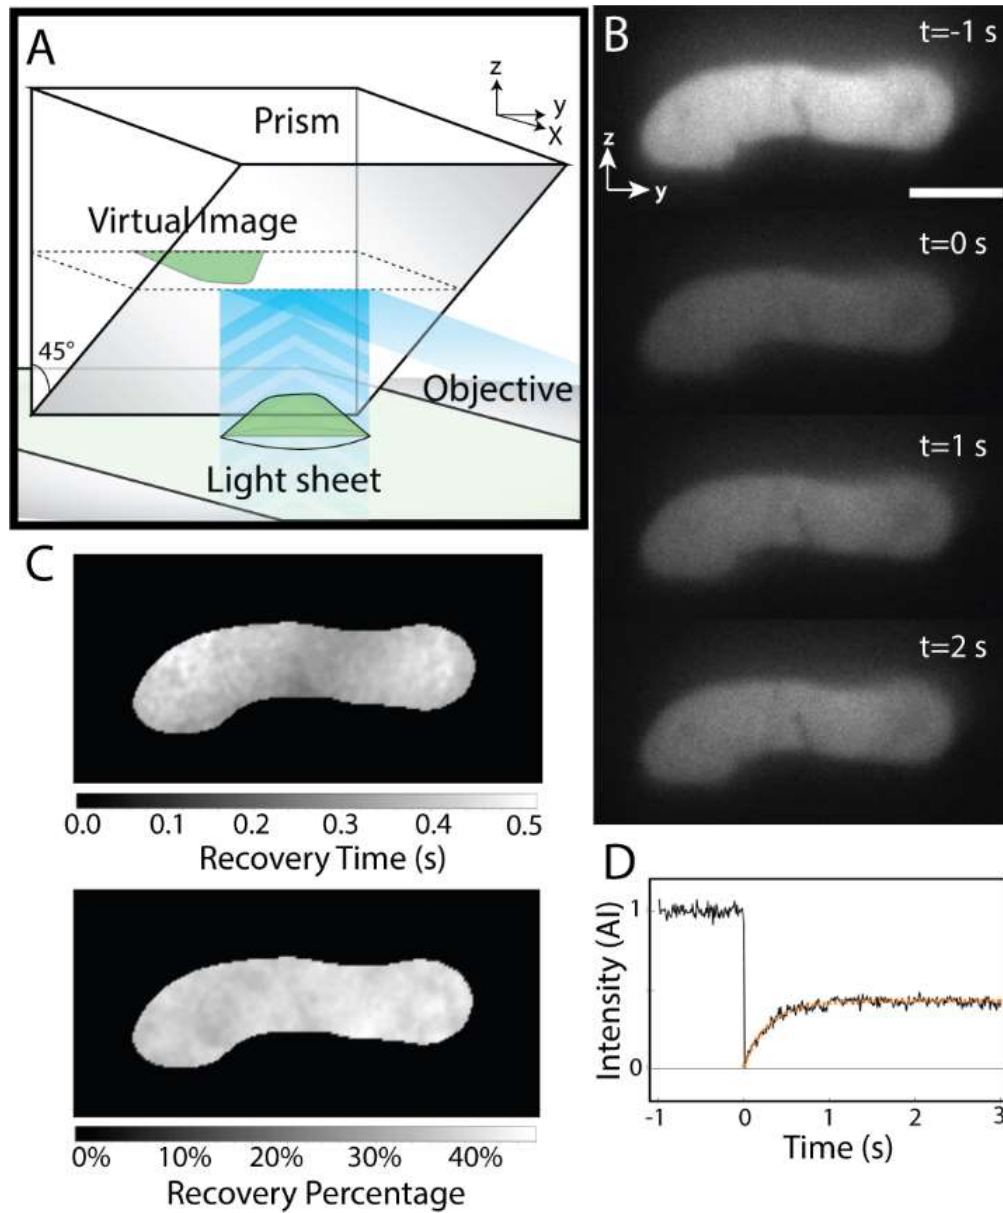 A
z
y
x
Prism
Virtual Image
45°
Objective
Light sheet
B
t=-1 s
z
y
t=0 s
t=1 s
t=2 s
C
0.0 0.1 0.2 0.3 0.4 0.5
Recovery Time (s)
0% 10% 20% 30% 40%
Recovery Percentage
D
Intensity (AI)
1
0
-1 0 1 2 3
Time (s)